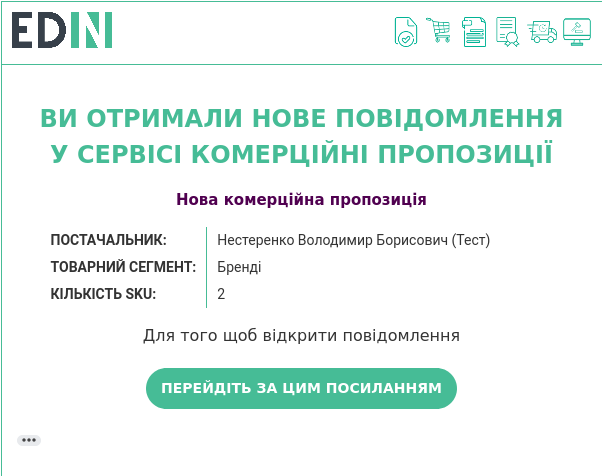 EDIN
ВИ ОТРИМАЛИ НОВЕ ПОВІДОМЛЕННЯ
У СЕРВІСІ КОМЕРЦІЙНІ ПРОПОЗИЦІЇ
Нова комерційна пропозиція
ПОСТАЧАЛЬНИК: Нестеренко Володимир Борисович (Тест)
ТОВАРНИЙ СЕГМЕНТ: Бренді
КІЛЬКІСТЬ SKU: 2
Для того щоб відкрити повідомлення
ПЕРЕЙДІТЬ ЗА ЦИМ ПОСИЛАННЯМ